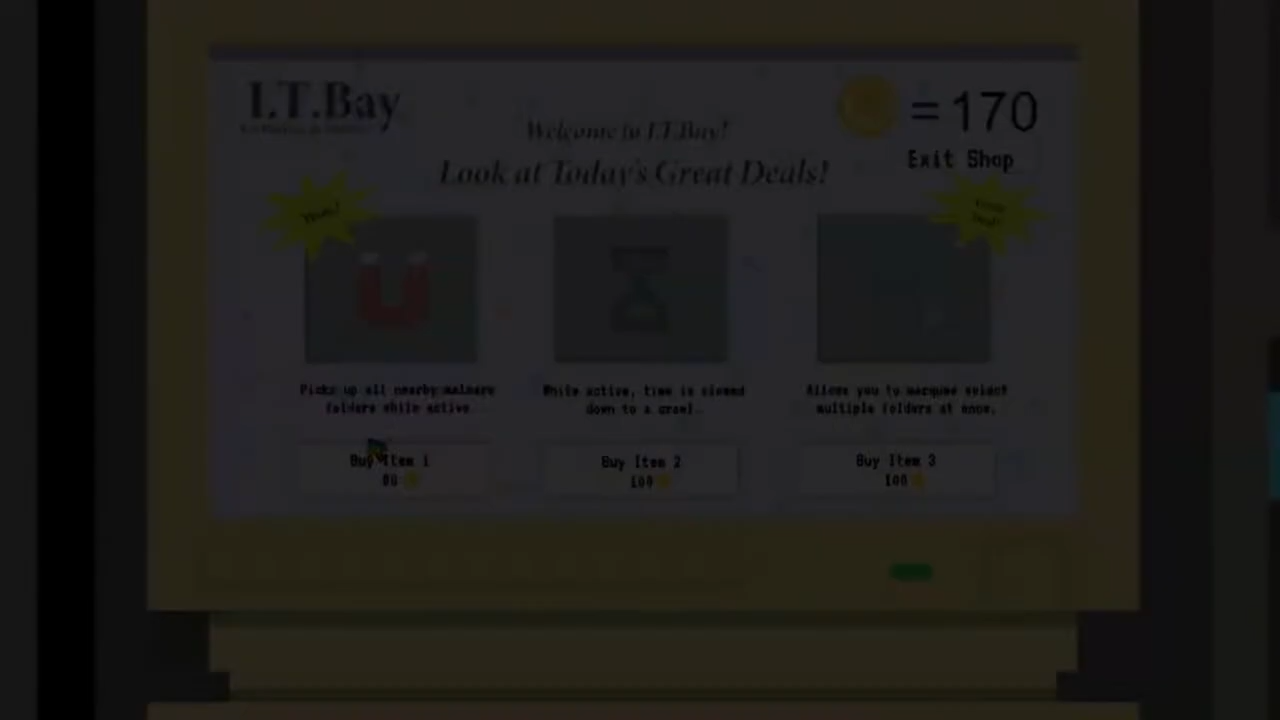 I.T.Bay
= 170
Welcome to I.T.Bay!
Look at Today's Great Deals!
Exit Shop
Picks up all nearby malware
folders while active.
While active, time is slowed
down to a crawl.
Allows you to marquee select
multiple folders at once.
Buy Item 1
80
Buy Item 2
100
Buy Item 3
100